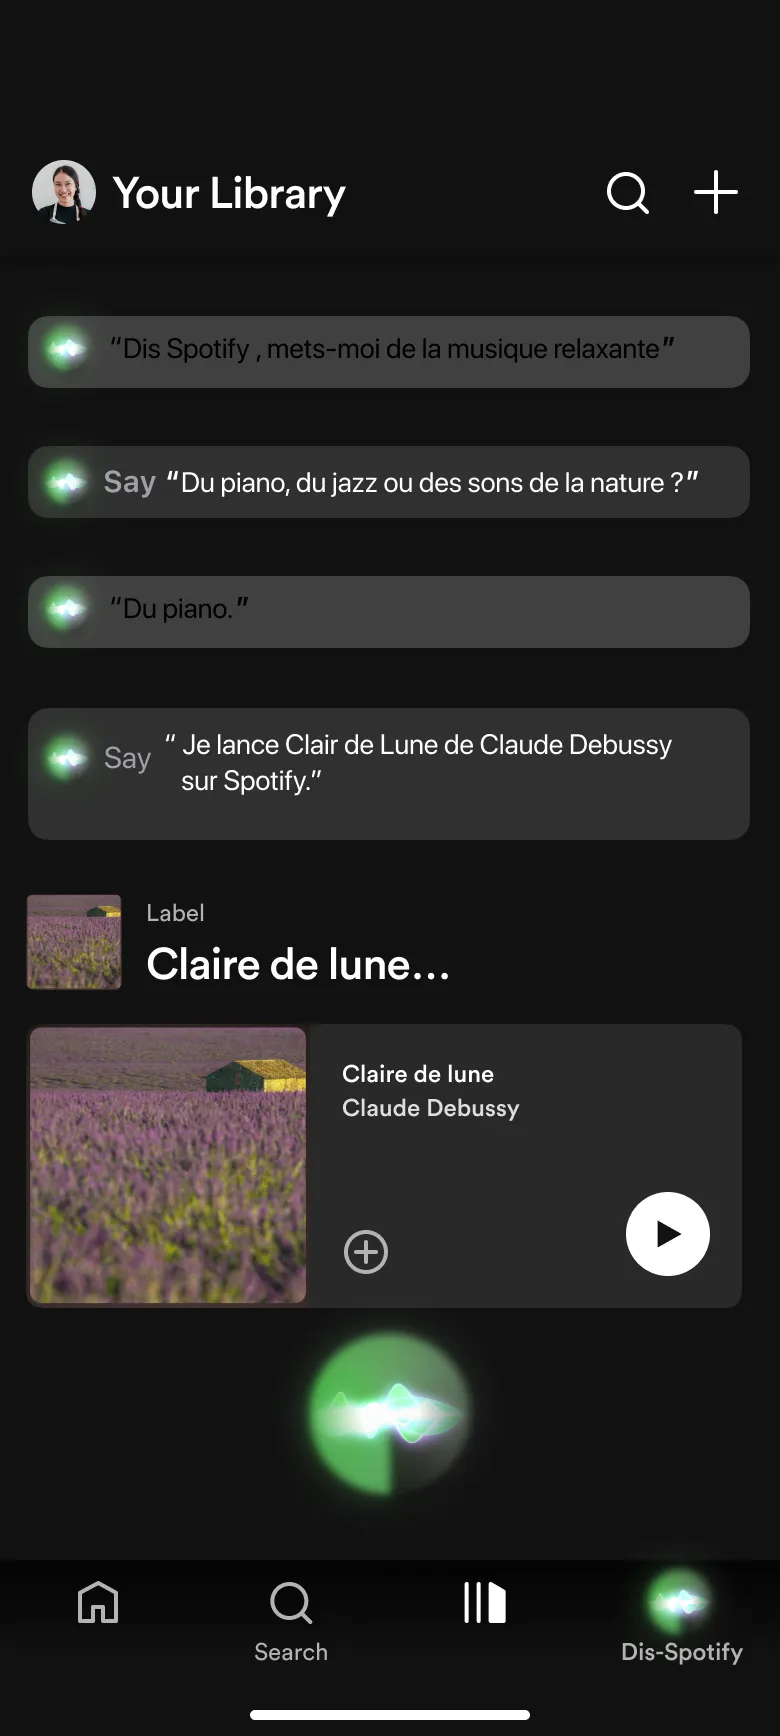 Your Library
“Dis Spotify , mets-moi de la musique relaxante”
Say “Du piano, du jazz ou des sons de la nature ?”
“Du piano.”
Say “ Je lance Clair de Lune de Claude Debussy
sur Spotify.”
Label
Claire de lune...
Claire de lune
Claude Debussy
Search
Dis-Spotify